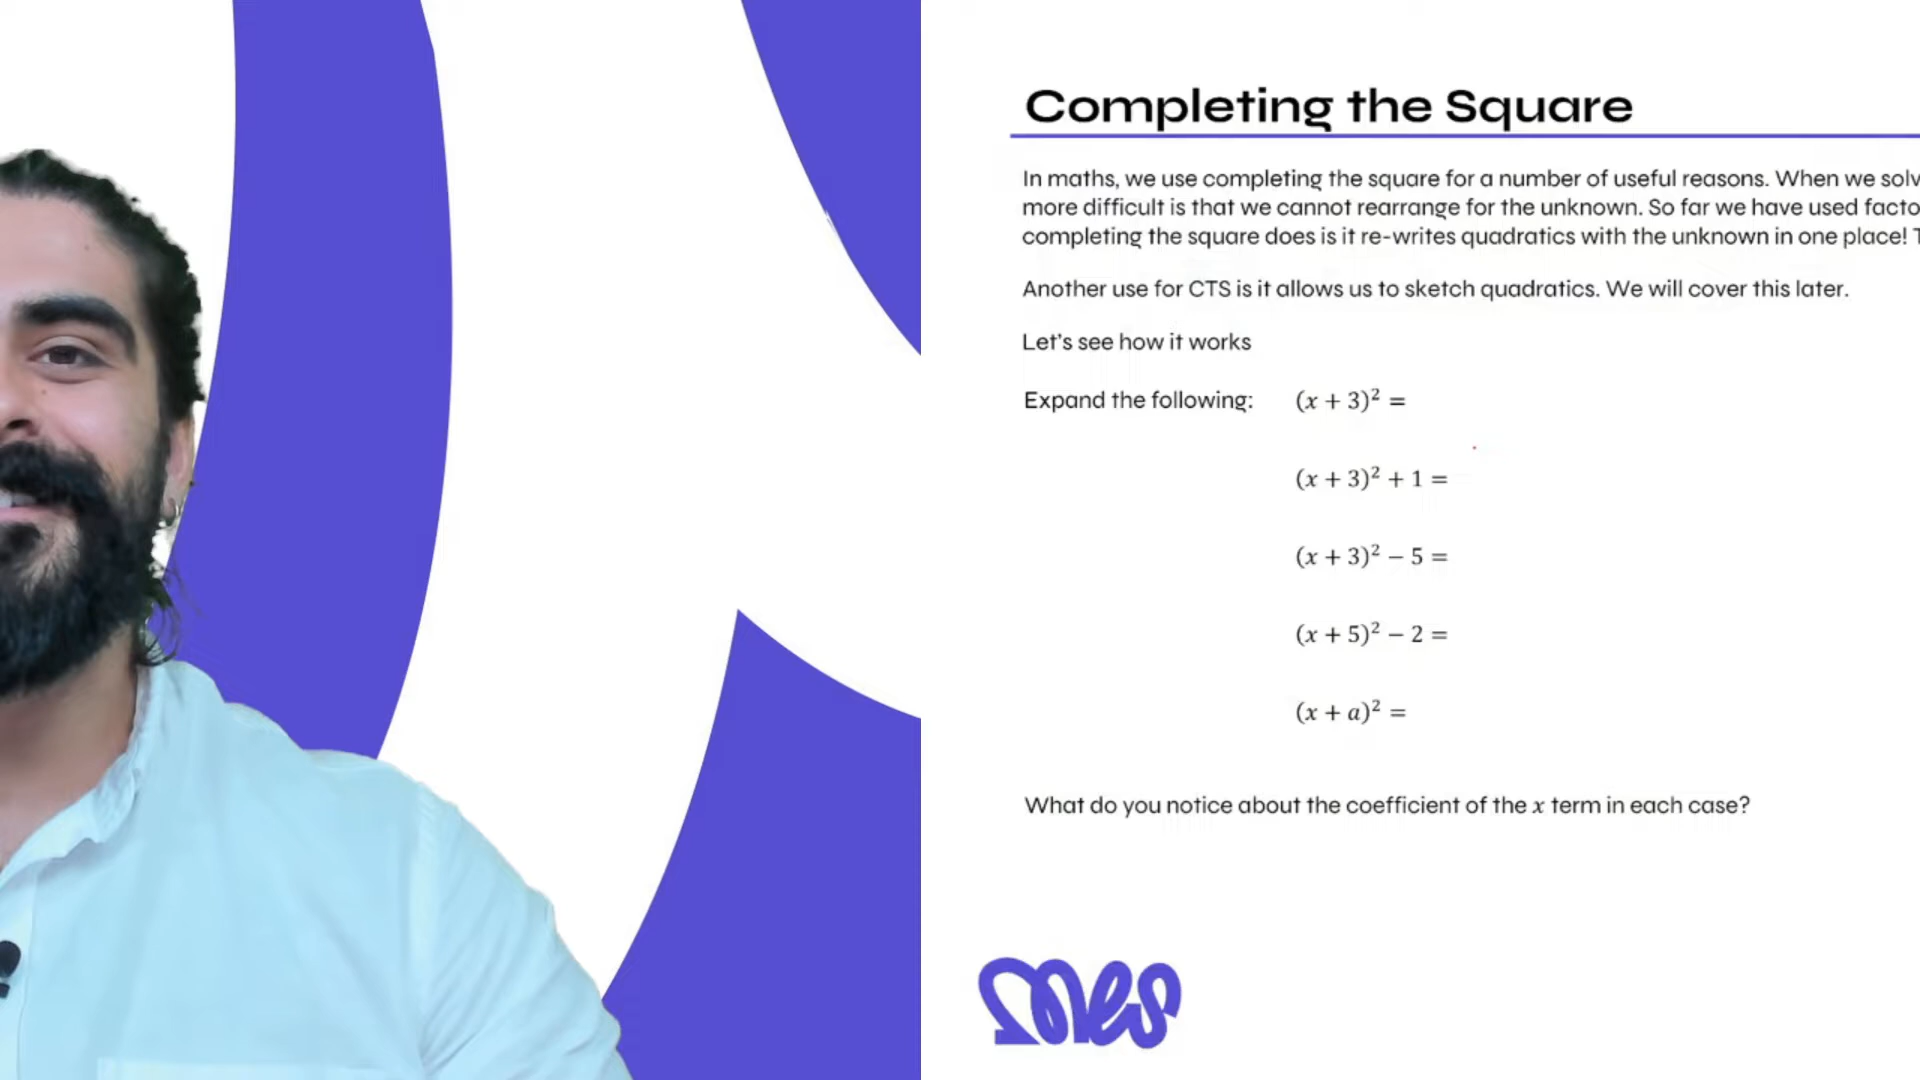 Completing the Square
In maths, we use completing the square for a number of useful reasons. When we solv
more difficult is that we cannot rearrange for the unknown. So far we have used facto
completing the square does is it re-writes quadratics with the unknown in one place! T
Another use for CTS is it allows us to sketch quadratics. We will cover this later.
Let's see how it works
Expand the following: (x + 3)² =
(x + 3)² + 1 =
(x + 3)² − 5 =
(x + 5)² − 2 =
(x + a)² =
What do you notice about the coefficient of the x term in each case?
mes